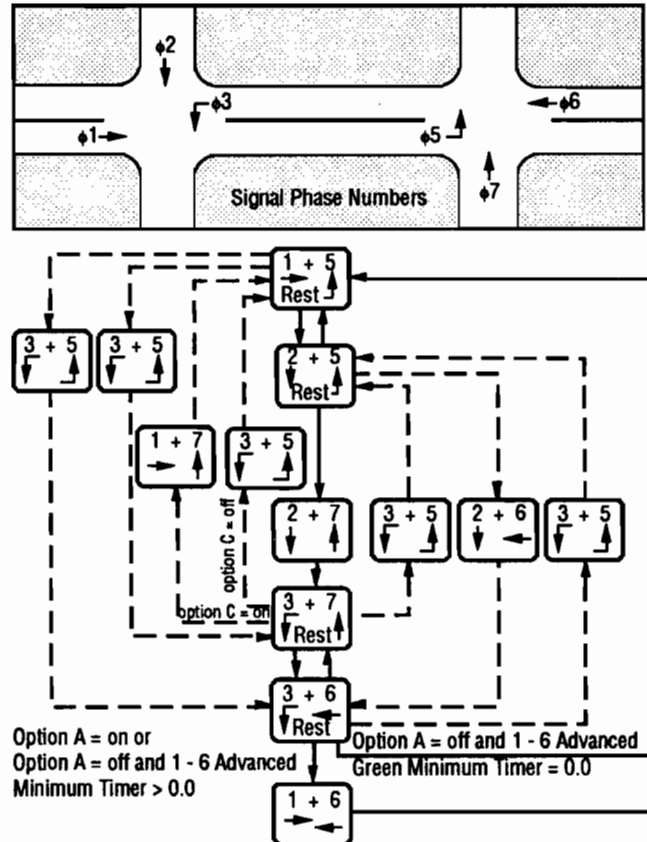 ϕ2
ϕ3
ϕ6
ϕ1
ϕ5
ϕ7
Signal Phase Numbers
1 + 5
Rest
3 + 5
3 + 5
2 + 5
Rest
1 + 7
3 + 5
option C = off
2 + 7
3 + 5
2 + 6
3 + 5
option C = on
3 + 7
Rest
3 + 6
Rest
Option A = on or
Option A = off and 1 - 6 Advanced
Minimum Timer > 0.0
Option A = off and 1 - 6 Advanced
Green Minimum Timer = 0.0
1 + 6